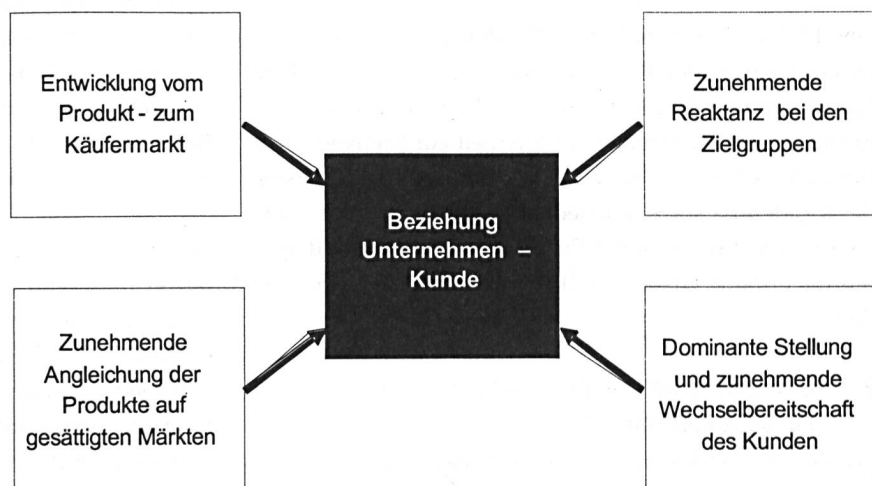 Entwicklung vom
Produkt - zum
Käufermarkt
Zunehmende
Reaktanz bei den
Zielgruppen
Beziehung
Unternehmen –
Kunde
Zunehmende
Angleichung der
Produkte auf
gesättigten Märkten
Dominante Stellung
und zunehmende
Wechselbereitschaft
des Kunden